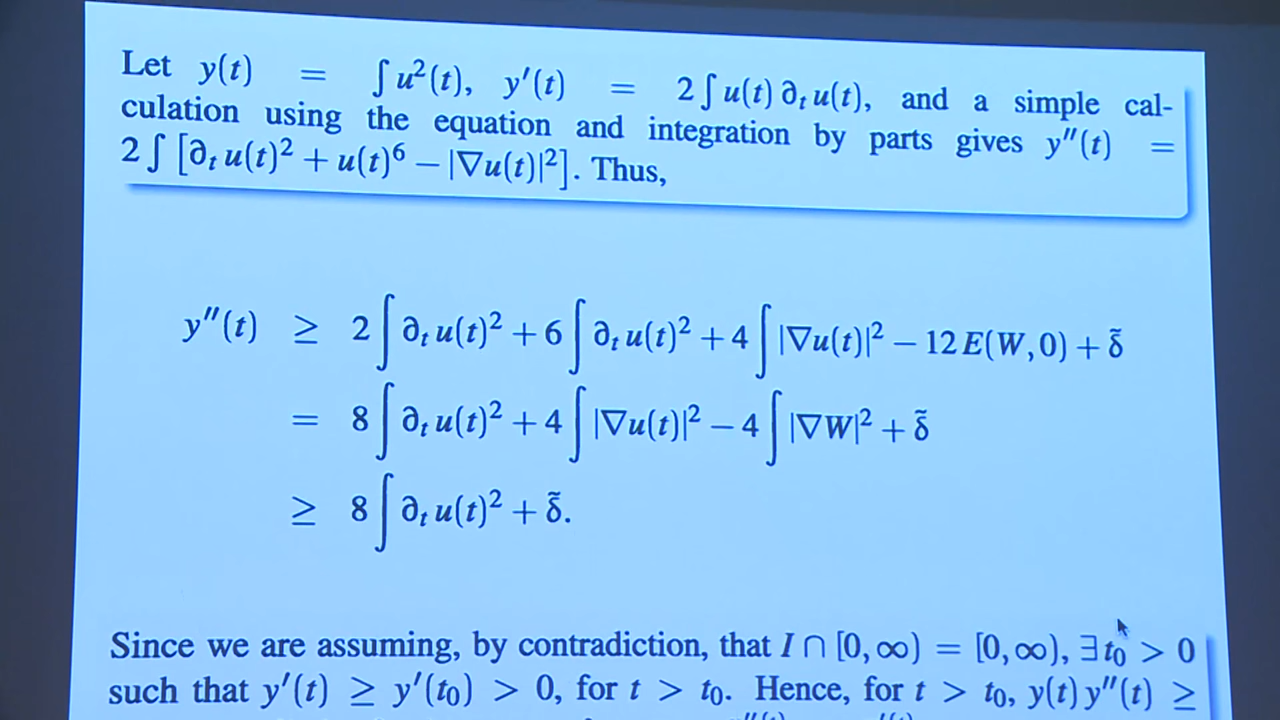 Let y(t) = ∫u²(t), y′(t) = 2∫u(t)∂ₜu(t), and a simple cal-
culation using the equation and integration by parts gives y″(t) =
2∫[∂ₜu(t)² + u(t)⁶ − |∇u(t)|²]. Thus,
y″(t) ≥ 2∫∂ₜu(t)² + 6∫∂ₜu(t)² + 4∫|∇u(t)|² − 12E(W,0) + δ̃
= 8∫∂ₜu(t)² + 4∫|∇u(t)|² − 4∫|∇W|² + δ̃
≥ 8∫∂ₜu(t)² + δ̃.
Since we are assuming, by contradiction, that I ∩ [0,∞) = [0,∞), ∃t₀ > 0
such that y′(t) ≥ y′(t₀) > 0, for t > t₀. Hence, for t > t₀, y(t)y″(t) ≥